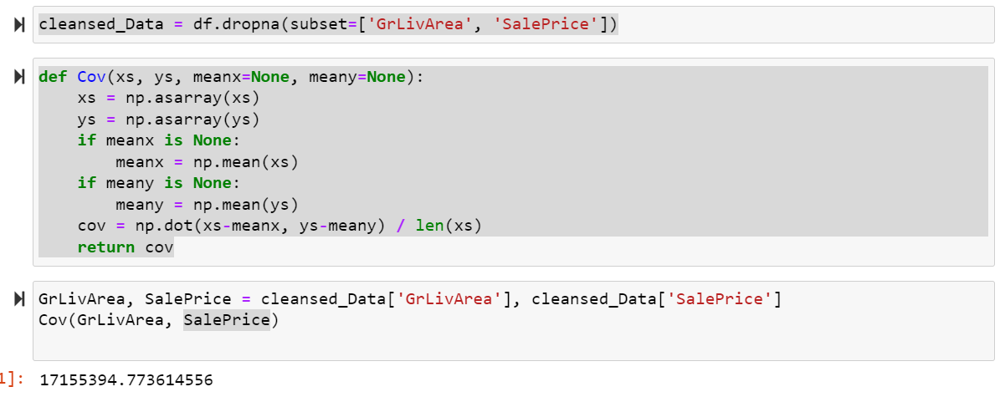 cleansed_Data = df.dropna(subset=['GrLivArea', 'SalePrice'])
def Cov(xs, ys, meanx=None, meany=None):
    xs = np.asarray(xs)
    ys = np.asarray(ys)
    if meanx is None:
        meanx = np.mean(xs)
    if meany is None:
        meany = np.mean(ys)
    cov = np.dot(xs-meanx, ys-meany) / len(xs)
    return cov
GrLivArea, SalePrice = cleansed_Data['GrLivArea'], cleansed_Data['SalePrice']
Cov(GrLivArea, SalePrice)
1]: 17155394.773614556